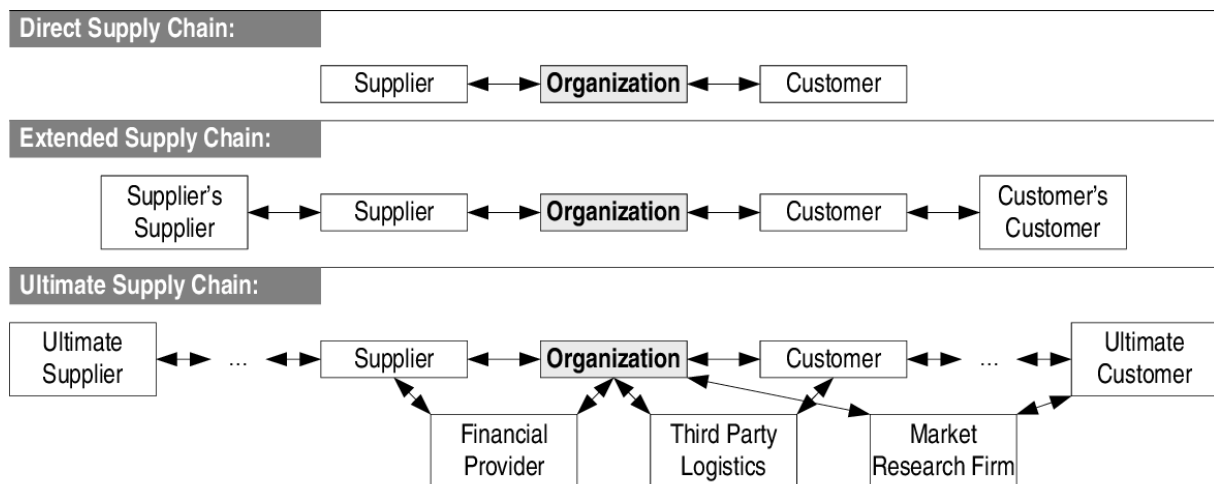 Direct Supply Chain:
Supplier
Organization
Customer
Extended Supply Chain:
Supplier's
Supplier
Supplier
Organization
Customer
Customer's
Customer
Ultimate Supply Chain:
Ultimate
Supplier
...
Supplier
Organization
Customer
...
Ultimate
Customer
Financial
Provider
Third Party
Logistics
Market
Research Firm